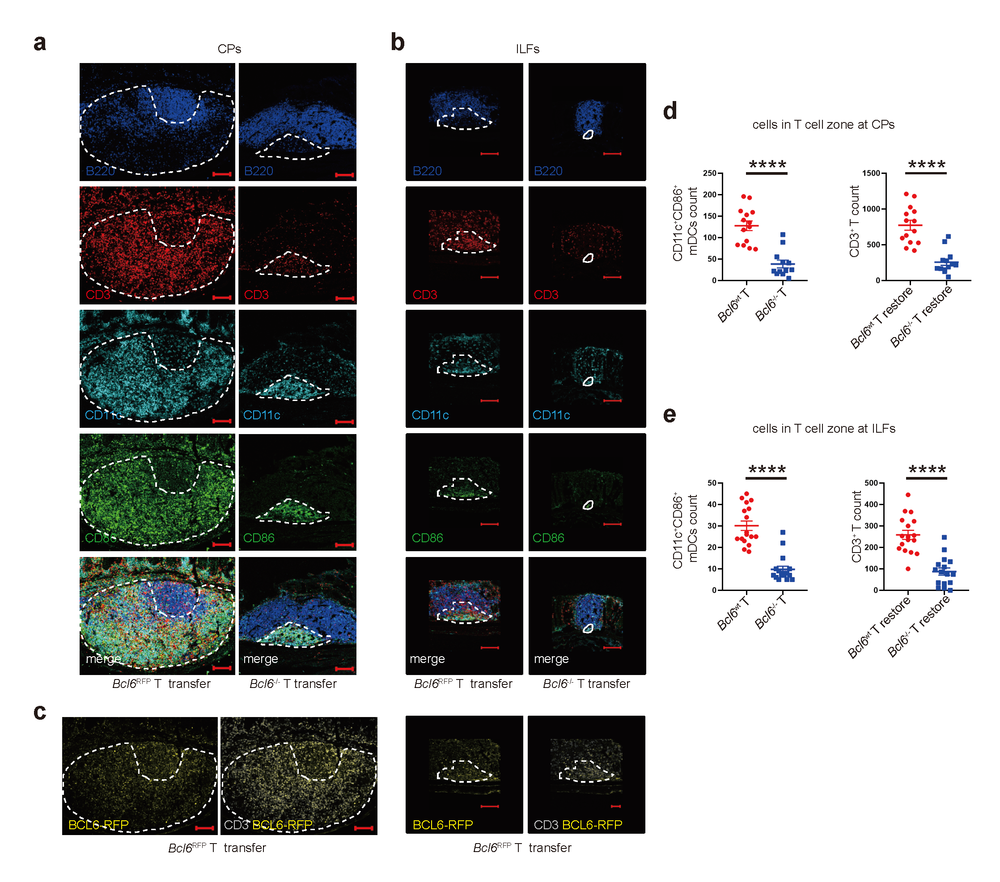 a
CPs
B220
B220
CD3
CD3
CD11c
CD11c
CD86
CD86
merge
merge
Bcl6RFP T transfer
Bcl6-/- T transfer
b
ILFs
B220
B220
CD3
CD3
CD11c
CD11c
CD86
CD86
merge
merge
Bcl6RFP T transfer
Bcl6-/- T transfer
c
BCL6-RFP
CD3 BCL6-RFP
Bcl6RFP T transfer
BCL6-RFP
CD3 BCL6-RFP
Bcl6RFP T transfer
d
cells in T cell zone at CPs
CD11c+CD86+
mDCs count
250
200
150
100
50
0
****
Bcl6wt T
Bcl6-/- T
CD3+ T count
1500
1000
500
0
****
Bcl6wt T restore
Bcl6-/- T restore
e
cells in T cell zone at ILFs
CD11c+CD86+
mDCs count
50
40
30
20
10
0
****
Bcl6wt T
Bcl6-/- T
CD3+ T count
500
400
300
200
100
0
****
Bcl6wt T restore
Bcl6-/- T restore